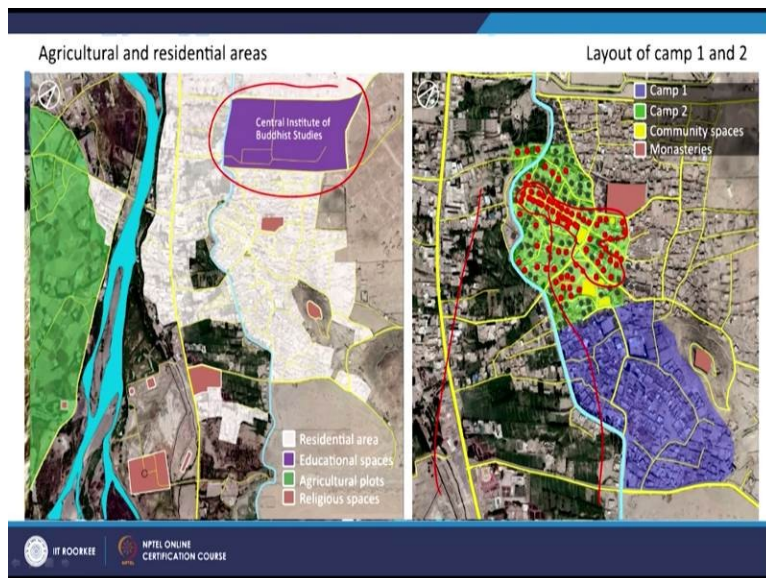 Agricultural and residential areas
Layout of camp 1 and 2
Central Institute of
Buddhist Studies
Residential area
Educational spaces
Agricultural plots
Religious spaces
Camp 1
Camp 2
Community spaces
Monasteries
IIT ROORKEE
NPTEL ONLINE
CERTIFICATION COURSE